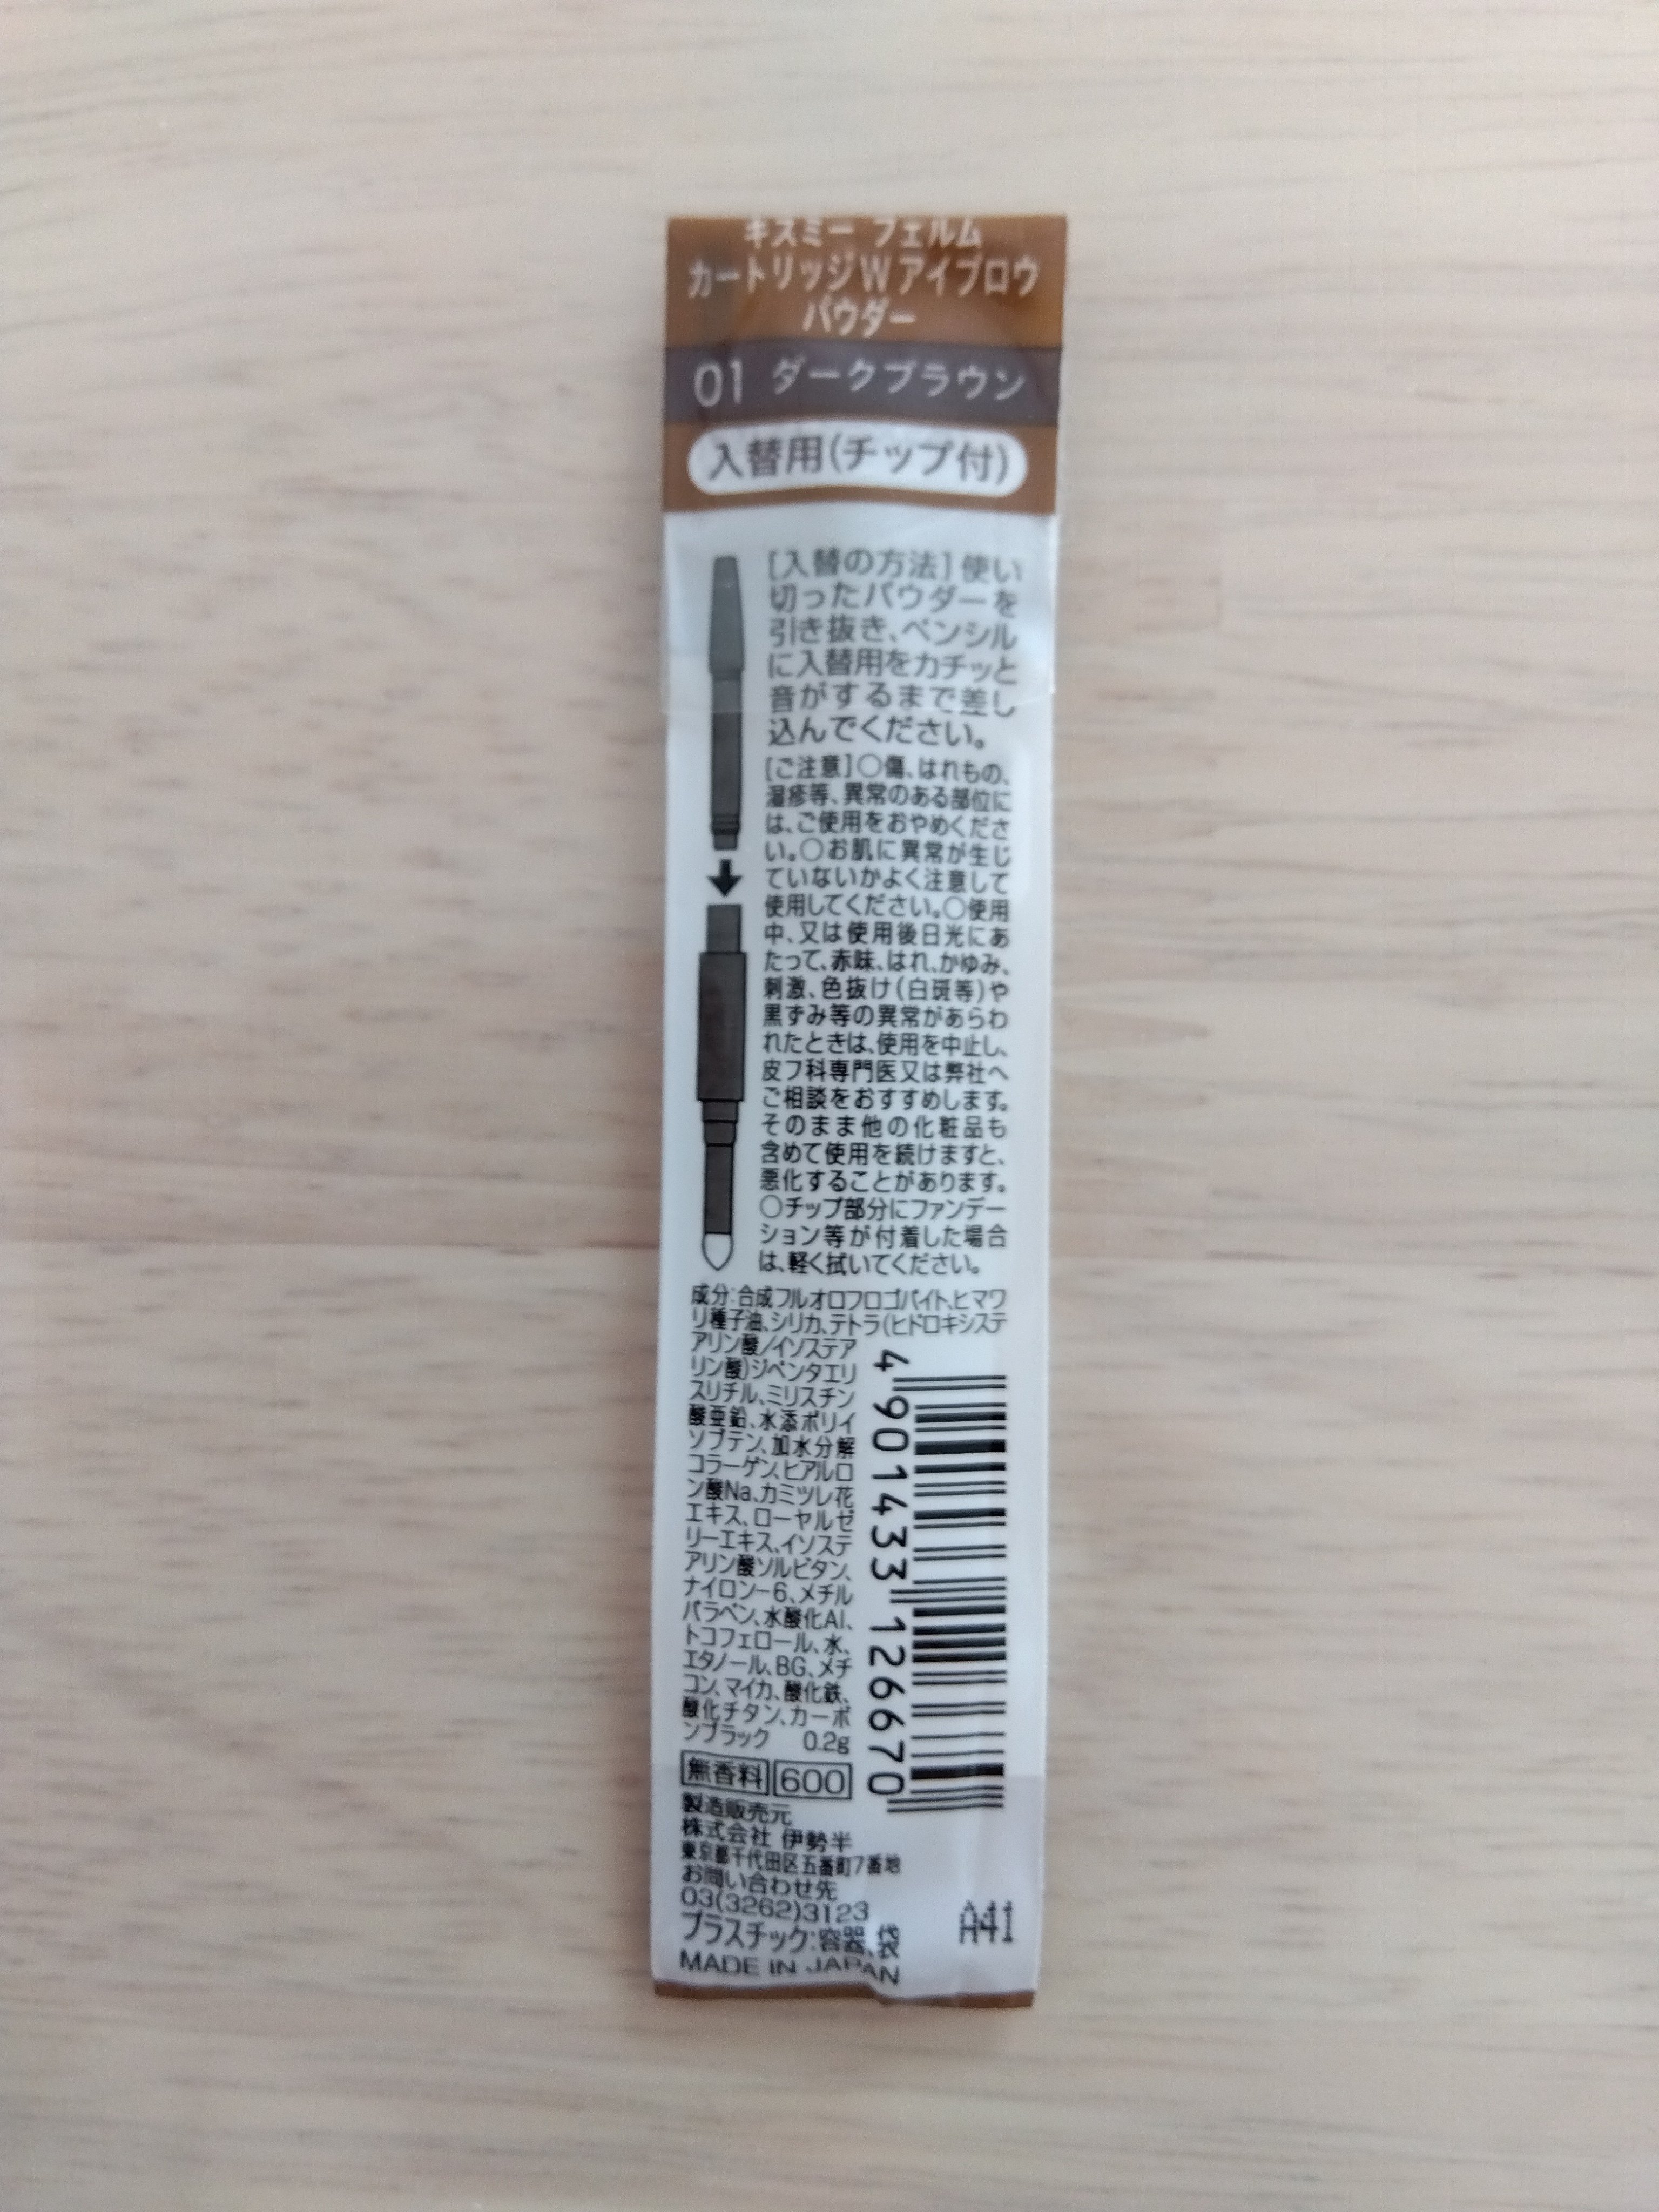 キスミー フェルム
カートリッジW アイブロウ
パウダー
01 ダークブラウン
入替用(チップ付)
[入替の方法]使い
切ったパウダーを
引き抜き、ペンシル
に入替用をカチッと
音がするまで差し
込んでください。
[ご注意]○傷、はれもの、
湿疹等、異常のある部位に
は、ご使用をおやめくださ
い。○お肌に異常が生じ
ていないかよく注意して
使用してください。○使用
中、又は使用後日光にあ
たって、赤味、はれ、かゆみ、
刺激、色抜け(白斑等)や
黒ずみ等の異常があらわ
れたときは、使用を中止し、
皮フ科専門医又は弊社へ
ご相談をおすすめします。
そのまま他の化粧品も
含めて使用を続けますと、
悪化することがあります。
○チップ部分にファンデー
ション等が付着した場合
は、軽く拭いてください。
成分:合成フルオロフロゴパイト、ヒマワ
リ種子油、シリカ、テトラ(ヒドロキシステ
アリン酸/イソステア
リン酸)ジペンタエリ
スリチル、ミリスチン
酸亜鉛、水添ポリイ
ソブテン、加水分解
コラーゲン、ヒアルロ
ン酸Na、カミツレ花
エキス、ローヤルゼ
リーエキス、イソステ
アリン酸ソルビタン、
ナイロン-6、メチル
パラベン、水酸化Al、
トコフェロール、水、
エタノール、BG、メチ
コン、マイカ、酸化鉄、
酸化チタン、カーボ
ンブラック 0.2g
4 901433 126670
無香料 600
製造販売元
株式会社 伊勢半
東京都千代田区五番町7番地
お問い合わせ先
03(3262)3123
プラスチック:容器、袋
MADE IN JAPAN
A41